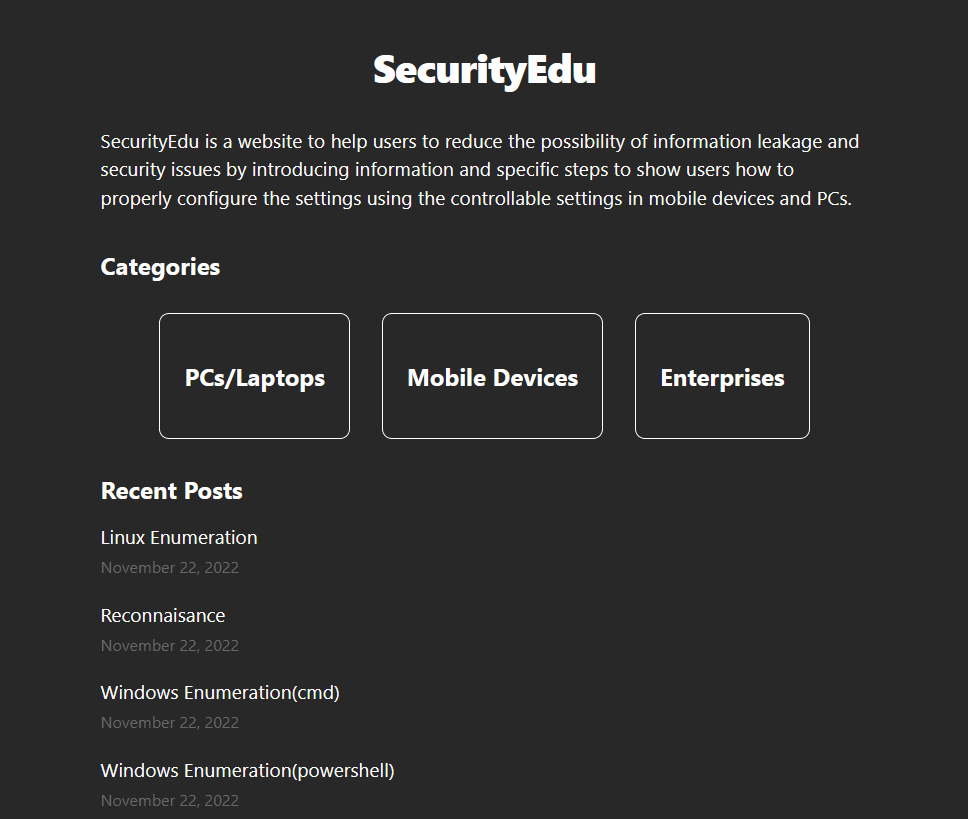 SecurityEdu
SecurityEdu is a website to help users to reduce the possibility of information leakage and
security issues by introducing information and specific steps to show users how to
properly configure the settings using the controllable settings in mobile devices and PCs.
Categories
PCs/Laptops
Mobile Devices
Enterprises
Recent Posts
Linux Enumeration
November 22, 2022
Reconnaisance
November 22, 2022
Windows Enumeration(cmd)
November 22, 2022
Windows Enumeration(powershell)
November 22, 2022